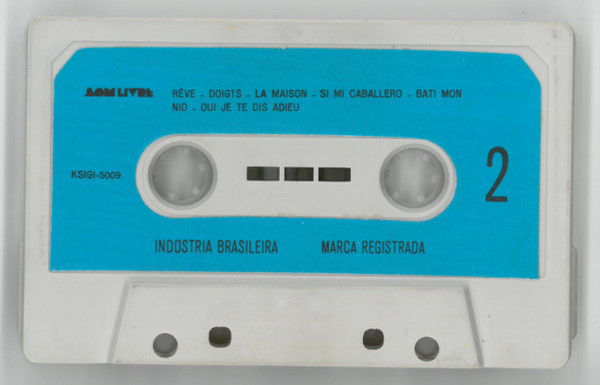 SOM LIVRE
RÊVE - DOIGTS - LA MAISON - SI MI CABALLERO - BATI MON
NID - OUI JE TE DIS ADIEU
KSIGI-5009
2
INDÚSTRIA BRASILEIRA MARCA REGISTRADA